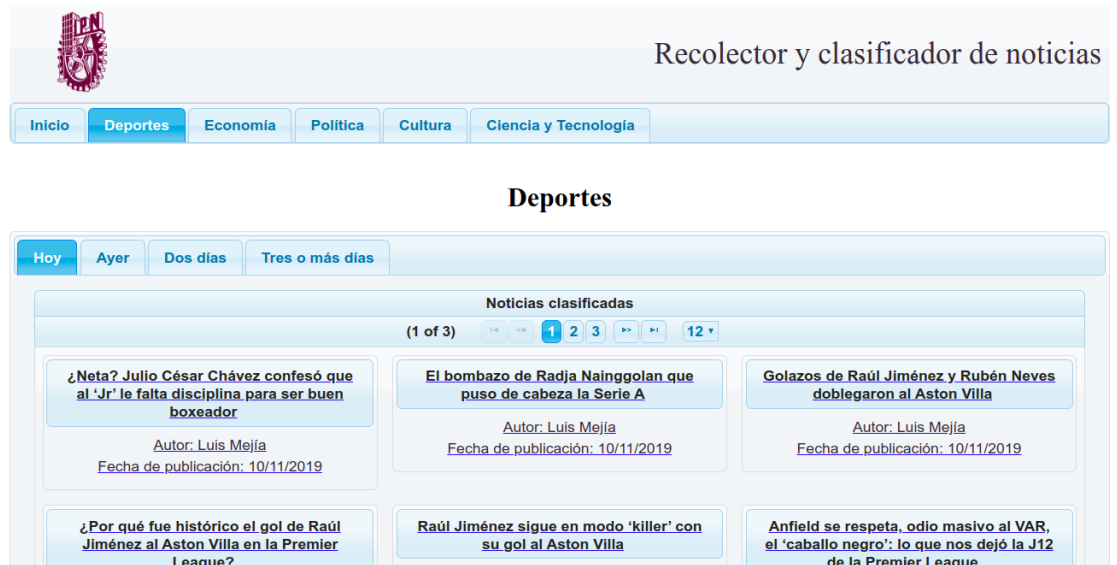 IPN
Recolector y clasificador de noticias
Inicio Deportes Economía Política Cultura Ciencia y Tecnología
Deportes
Hoy Ayer Dos días Tres o más días
Noticias clasificadas
(1 of 3) 1 2 3 12
¿Neta? Julio César Chávez confesó que
al ‘Jr’ le falta disciplina para ser buen
boxeador
Autor: Luis Mejía
Fecha de publicación: 10/11/2019
El bombazo de Radja Nainggolan que
puso de cabeza la Serie A
Autor: Luis Mejía
Fecha de publicación: 10/11/2019
Golazos de Raúl Jiménez y Rubén Neves
doblegaron al Aston Villa
Autor: Luis Mejía
Fecha de publicación: 10/11/2019
¿Por qué fue histórico el gol de Raúl
Jiménez al Aston Villa en la Premier
League?
Raúl Jiménez sigue en modo ‘killer’ con
su gol al Aston Villa
Anfield se respeta, odio masivo al VAR,
el ‘caballo negro’: lo que nos dejó la J12
de la Premier League